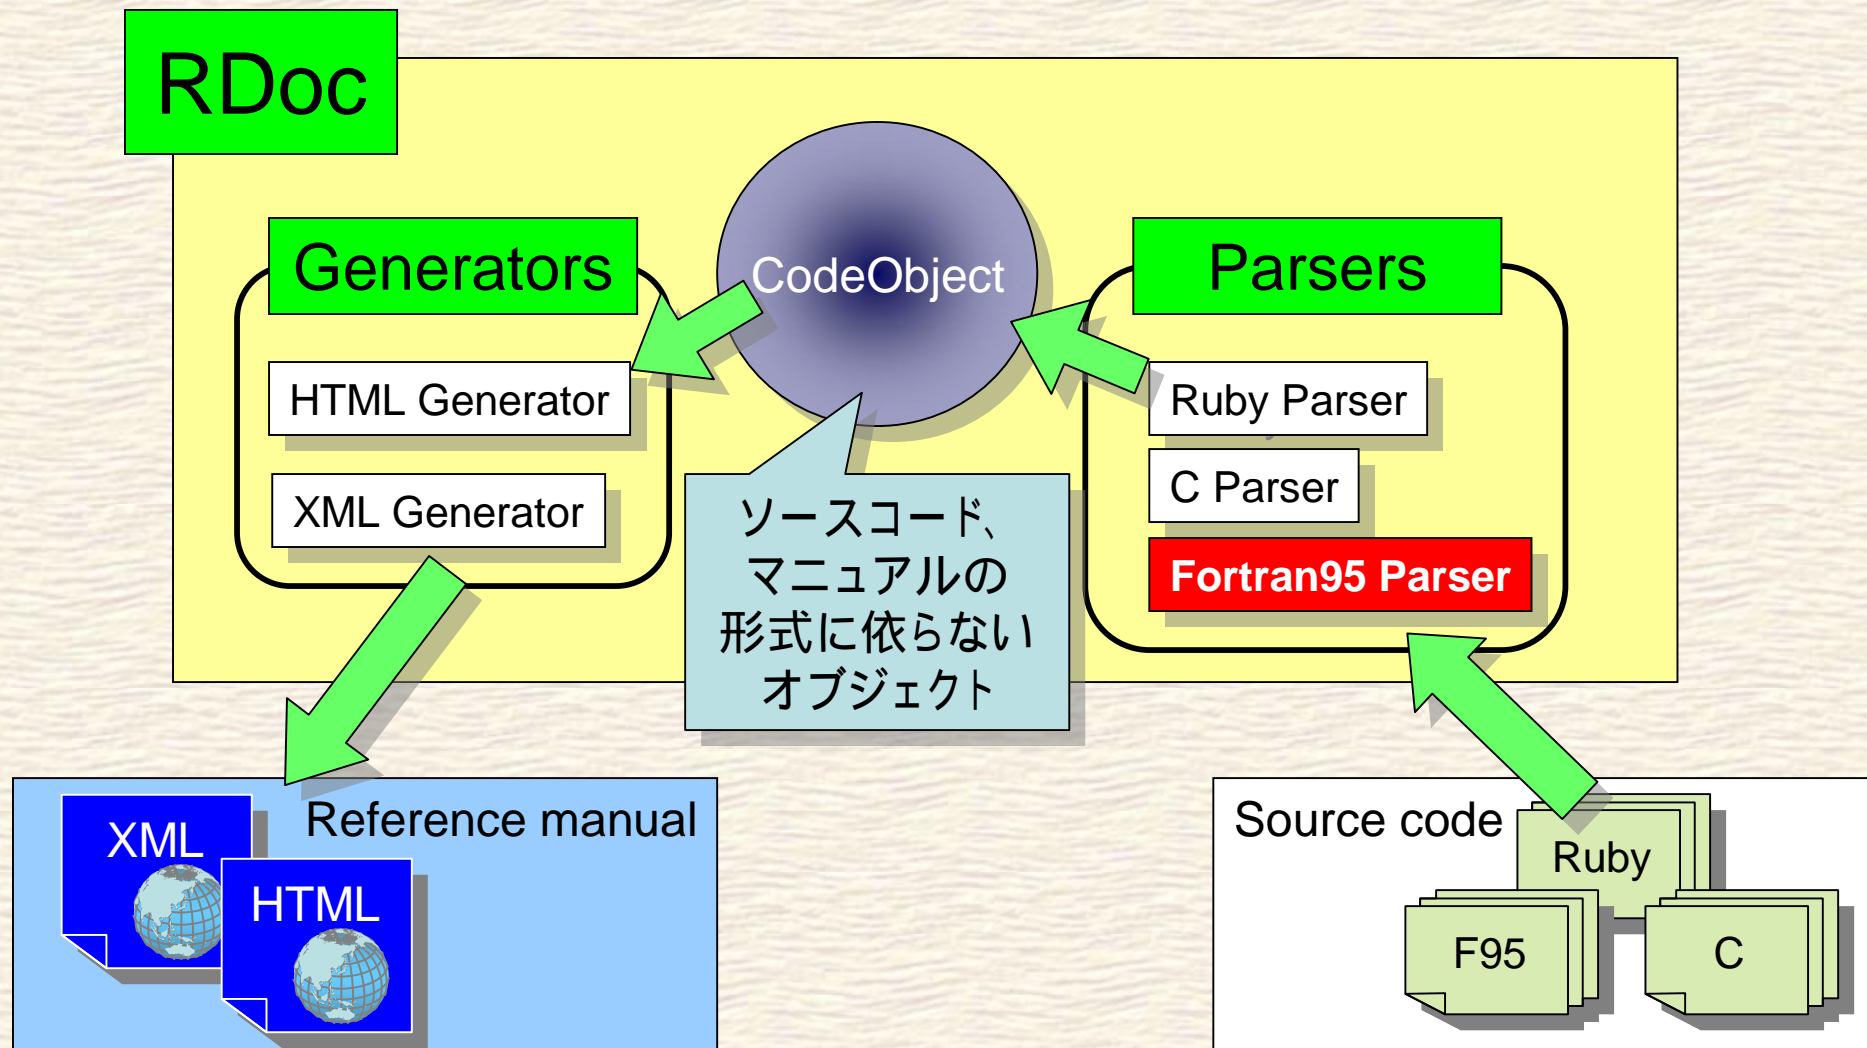 RDoc
Generators
HTML Generator
XML Generator
CodeObject
ソースコード、
マニュアルの
形式に依らない
オブジェクト
Parsers
Ruby Parser
C Parser
Fortran95 Parser
Reference manual
XML
HTML
Source code
Ruby
F95
C